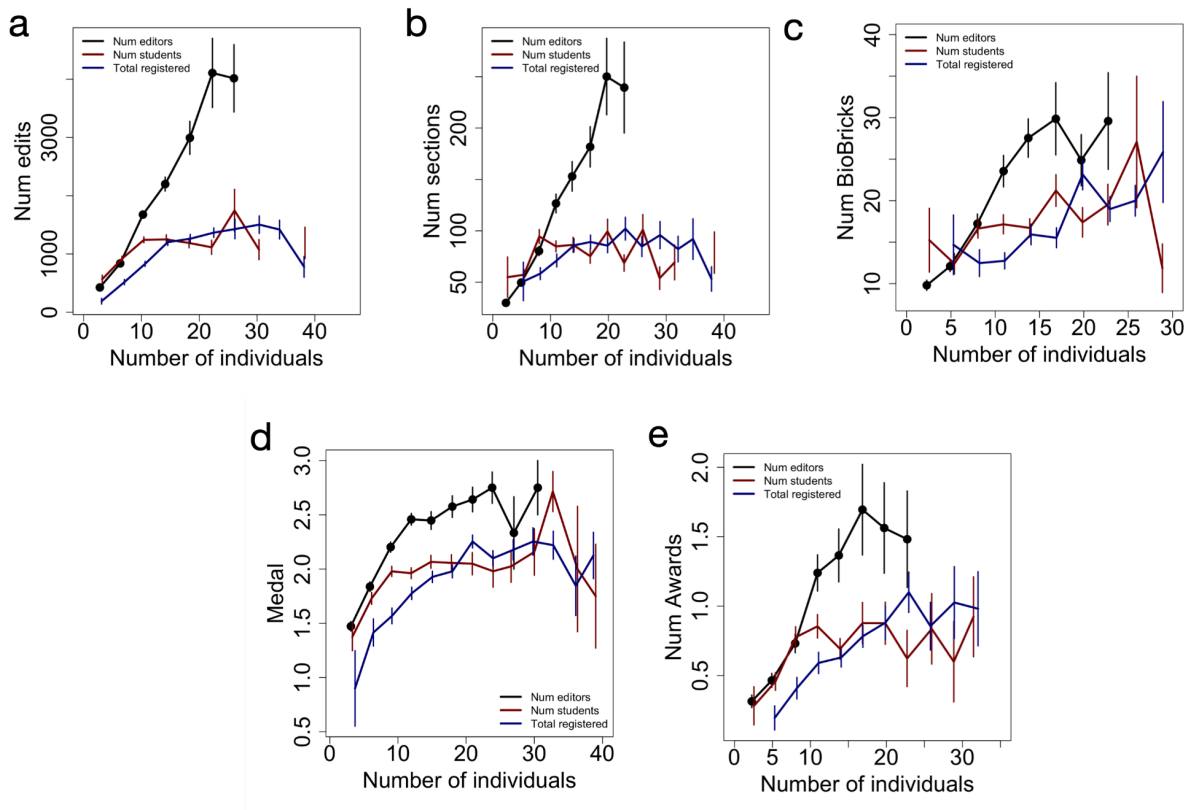 a
Num editors
Num students
Total registered
Num edits
0
1000
3000
0
10
20
30
40
Number of individuals
b
Num editors
Num students
Total registered
Num sections
50
100
200
0
10
20
30
40
Number of individuals
c
Num editors
Num students
Total registered
Num BioBricks
10
20
30
40
0
5
10
15
20
25
30
Number of individuals
d
Num editors
Num students
Total registered
Medal
0.5
1.0
1.5
2.0
2.5
3.0
0
10
20
30
40
Number of individuals
e
Num editors
Num students
Total registered
Num Awards
0.5
1.0
1.5
2.0
0
5
10
20
30
Number of individuals